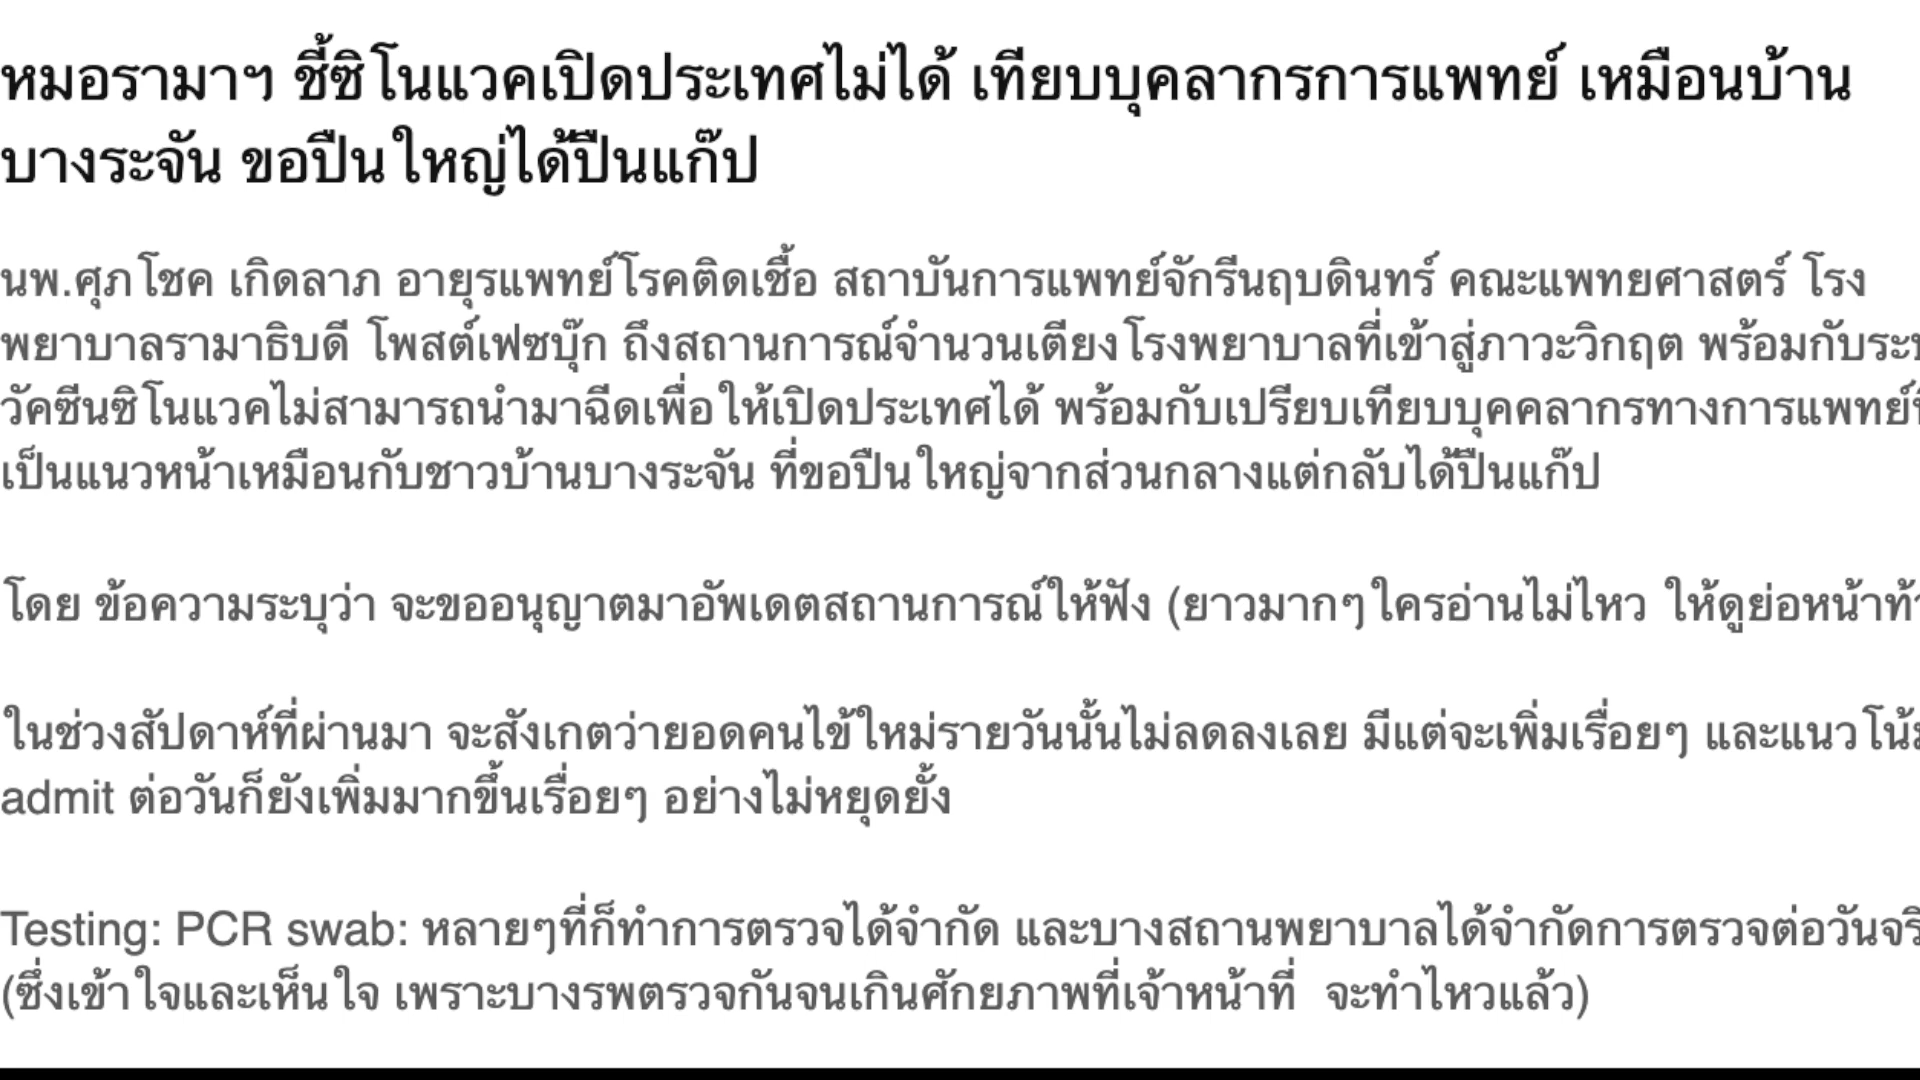 หมอรามาฯ ชี้ซิโนแวคเปิดประเทศไม่ได้ เทียบบุคลากรการแพทย์ เหมือนบ้าน
บางระจัน ขอปืนใหญ่ได้ปืนแก๊ป
นพ.ศุภโชค เกิดลาภ อายุรแพทย์โรคติดเชื้อ สถาบันการแพทย์จักรีนฤบดินทร์ คณะแพทยศาสตร์ โรง
พยาบาลรามาธิบดี โพสต์เฟซบุ๊ก ถึงสถานการณ์จำนวนเตียงโรงพยาบาลที่เข้าสู่ภาวะวิกฤต พร้อมกับ
วัคซีนซิโนแวคไม่สามารถนำมาฉีดเพื่อให้เปิดประเทศได้ พร้อมกับเปรียบเทียบบุคคลากรทางการแพทย์
เป็นแนวหน้าเหมือนกับชาวบ้านบางระจัน ที่ขอปืนใหญ่จากส่วนกลางแต่กลับได้ปืนแก๊ป
โดย ข้อความระบุว่า จะขออนุญาตมาอัพเดตสถานการณ์ให้ฟัง (ยาวมากๆ ใครอ่านไม่ไหว ให้ดูย่อหน้า
ในช่วงสัปดาห์ที่ผ่านมา จะสังเกตว่ายอดคนไข้ใหม่รายวันนั้นไม่ลดลงเลย มีแต่จะเพิ่มเรื่อยๆ และ
admit ต่อวันก็ยังเพิ่มมากขึ้นเรื่อยๆ อย่างไม่หยุดยั้ง
Testing: PCR swab: หลายๆที่ก็ทำการตรวจได้จำกัด และบางสถานพยาบาลได้จำกัดการตรวจต่อวัน
(ซึ่งเข้าใจและเห็นใจ เพราะบางรพตรวจกันจนเกินศักยภาพที่เจ้าหน้าที่ จะทำไหวแล้ว)